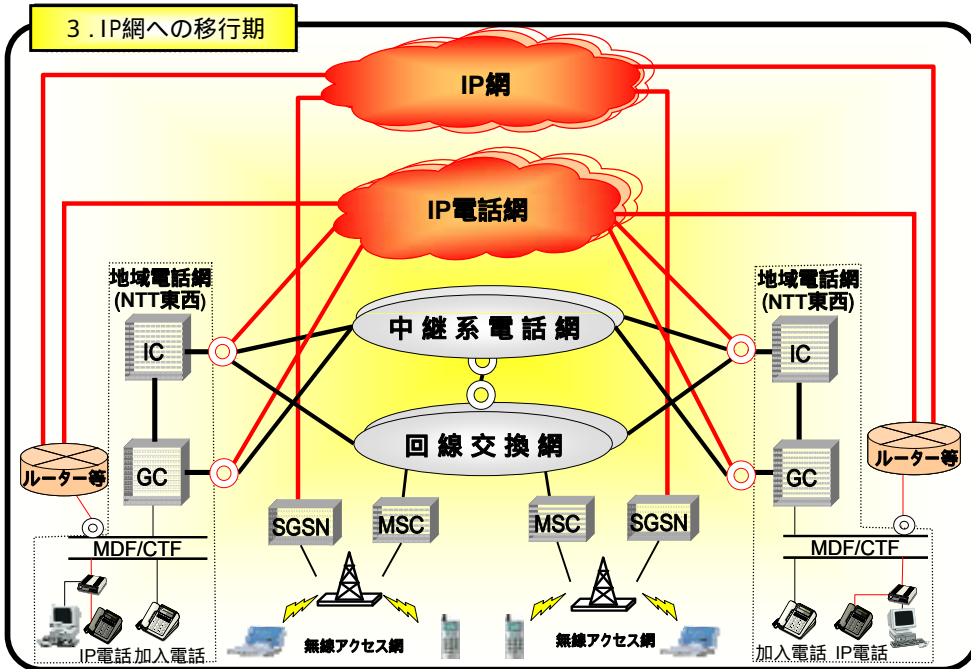 ３．IP網への移行期
IP網
IP電話網
地域電話網
(NTT東西)
地域電話網
(NTT東西)
中継系電話網
IC
IC
回線交換網
ルーター等
GC
GC
ルーター等
SGSN
MSC
MSC
SGSN
MDF/CTF
MDF/CTF
IP電話
加入電話
無線アクセス網
無線アクセス網
加入電話
IP電話